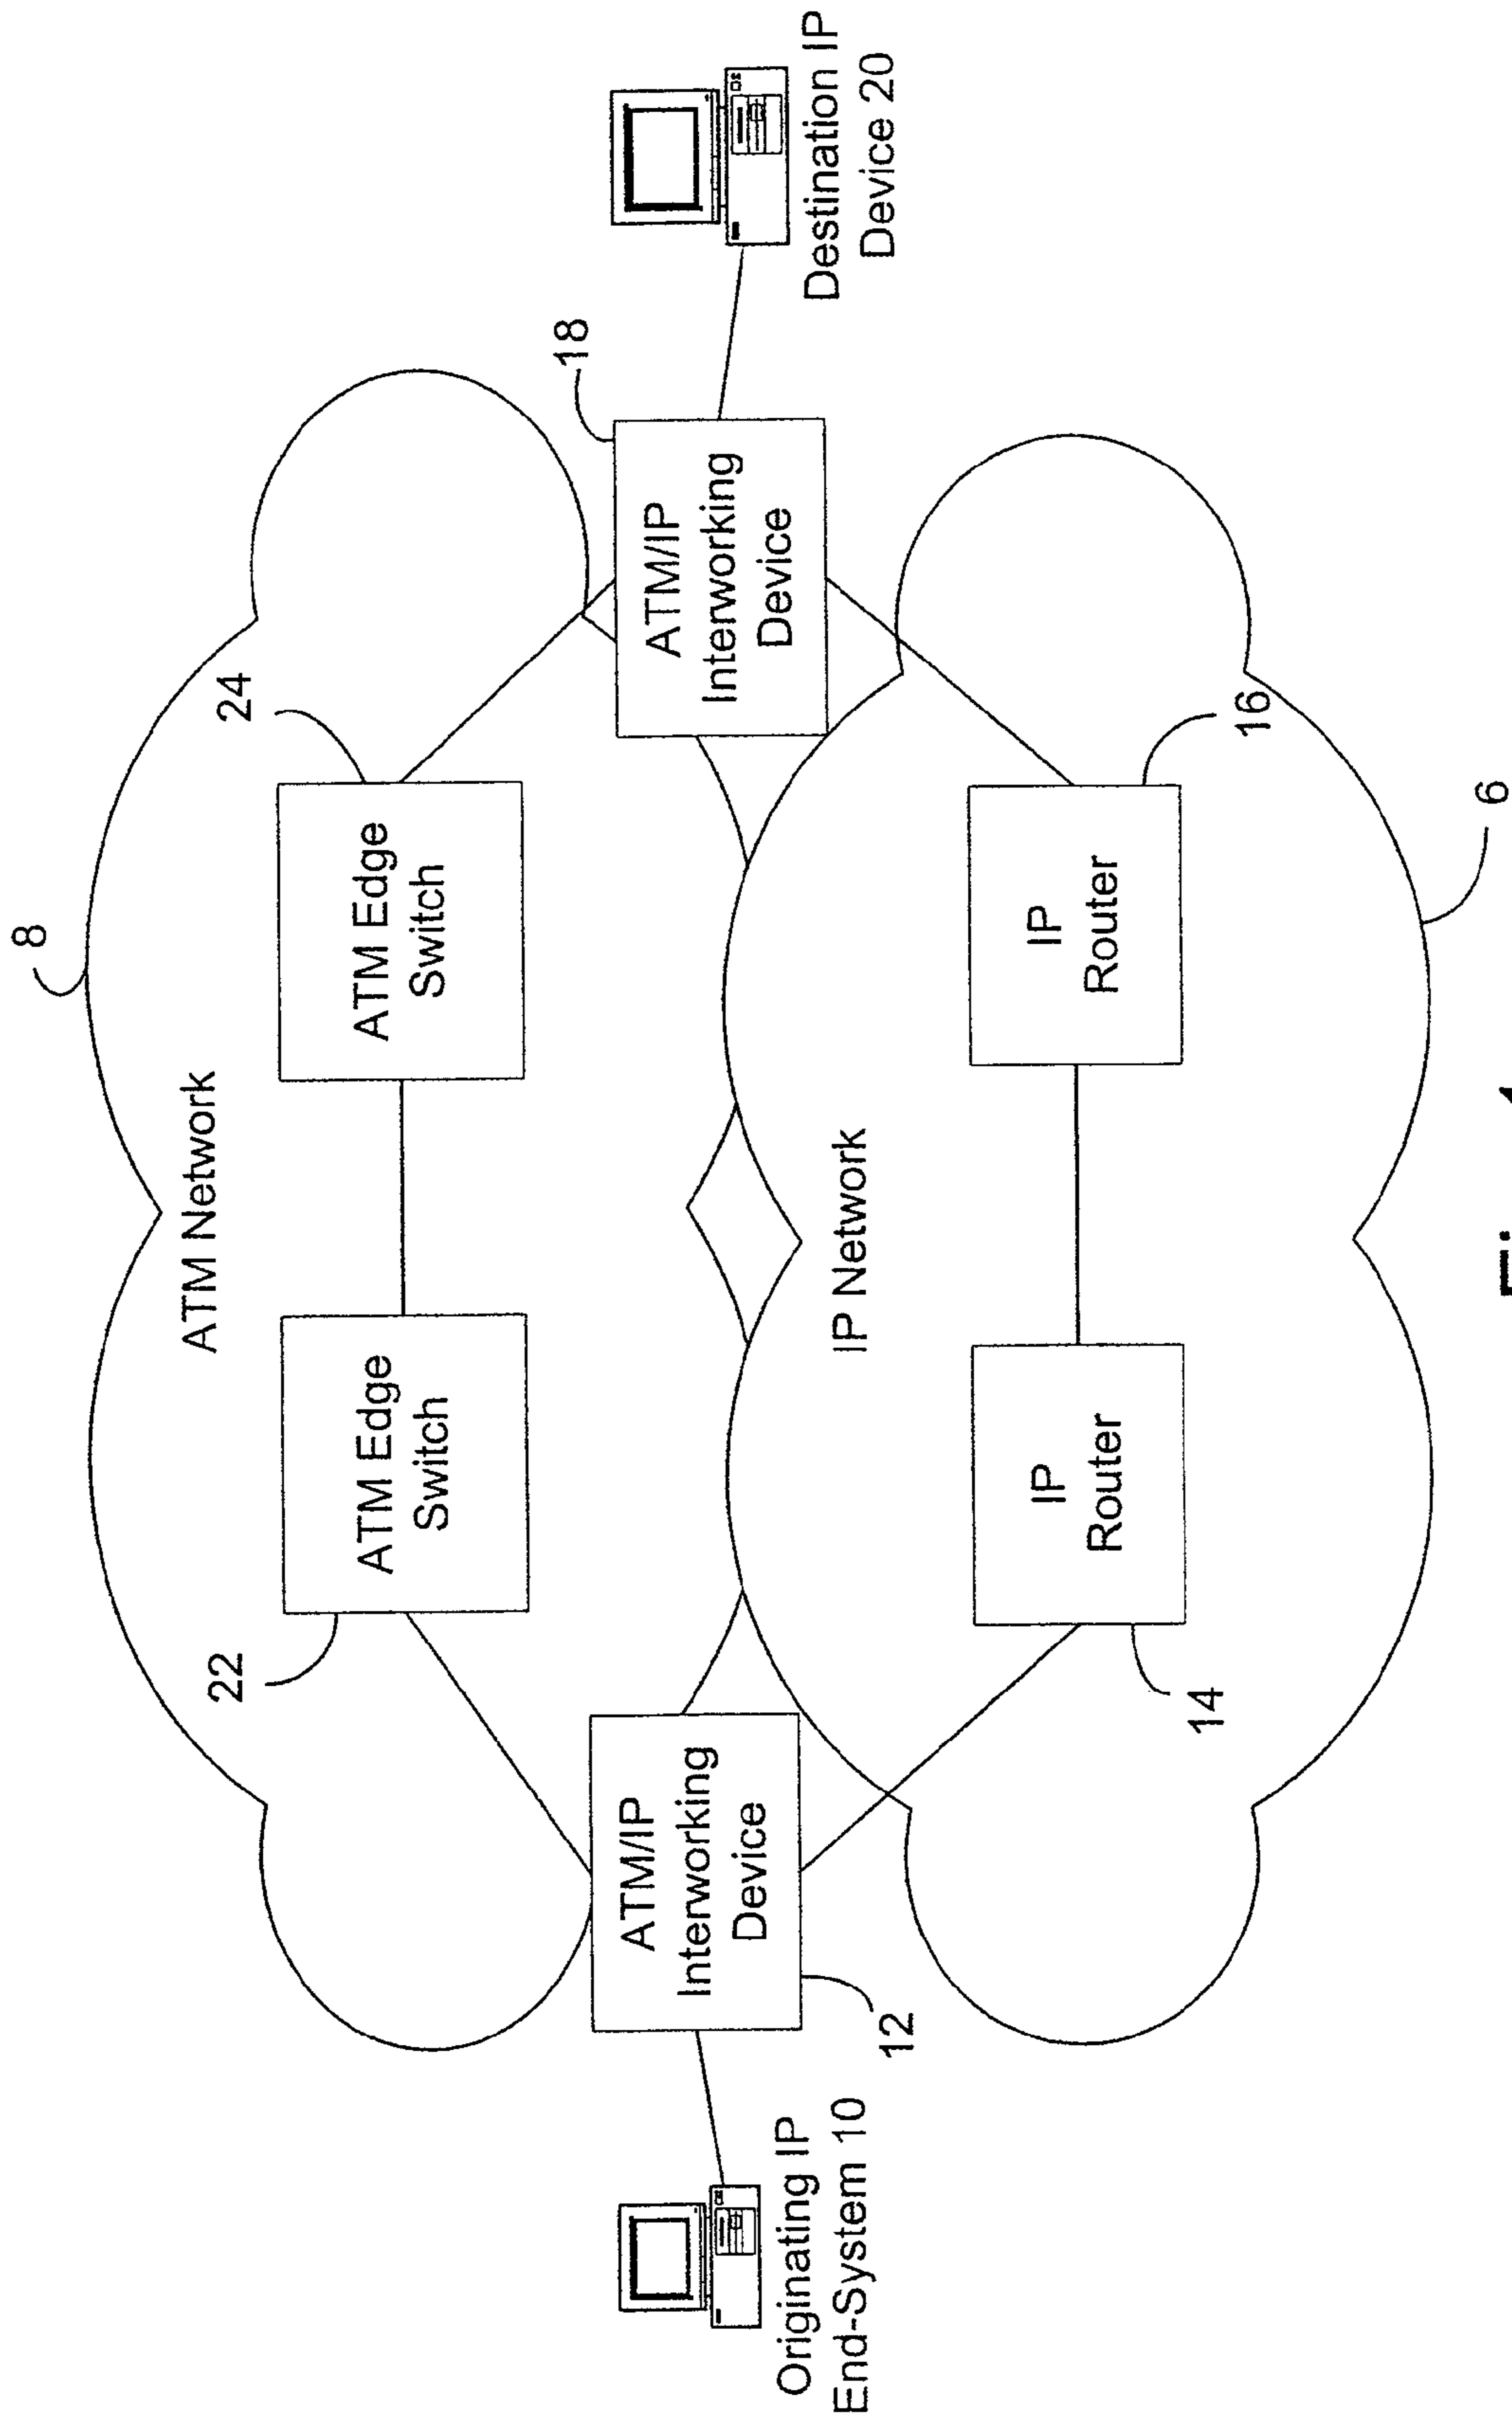 8
ATM Network
22
24
ATM Edge
Switch
ATM Edge
Switch
18
ATM/IP
Interworking
Device
ATM/IP
Interworking
Device
12
Originating IP
End-System 10
Destination IP
Device 20
IP Network
IP
Router
IP
Router
14
16
6